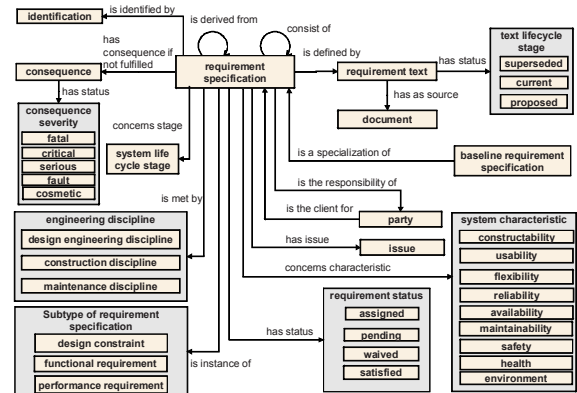 identification
is identified by
is derived from
consist of
has
consequence if
not fulfilled
requirement
specification
is defined by
requirement text
has status
text lifecycle
stage
superseded
current
proposed
consequence
has status
has as source
document
consequence
severity
fatal
critical
serious
fault
cosmetic
concerns stage
system life
cycle stage
is a specialization of
baseline requirement
specification
is met by
is the responsibility of
is the client for
party
has issue
issue
concerns characteristic
engineering discipline
design engineering discipline
construction discipline
maintenance discipline
system characteristic
constructability
usability
flexibility
reliability
availability
maintainability
safety
health
environment
requirement status
assigned
pending
waived
satisfied
has status
Subtype of requirement
specification
design constraint
functional requirement
performance requirement
is instance of